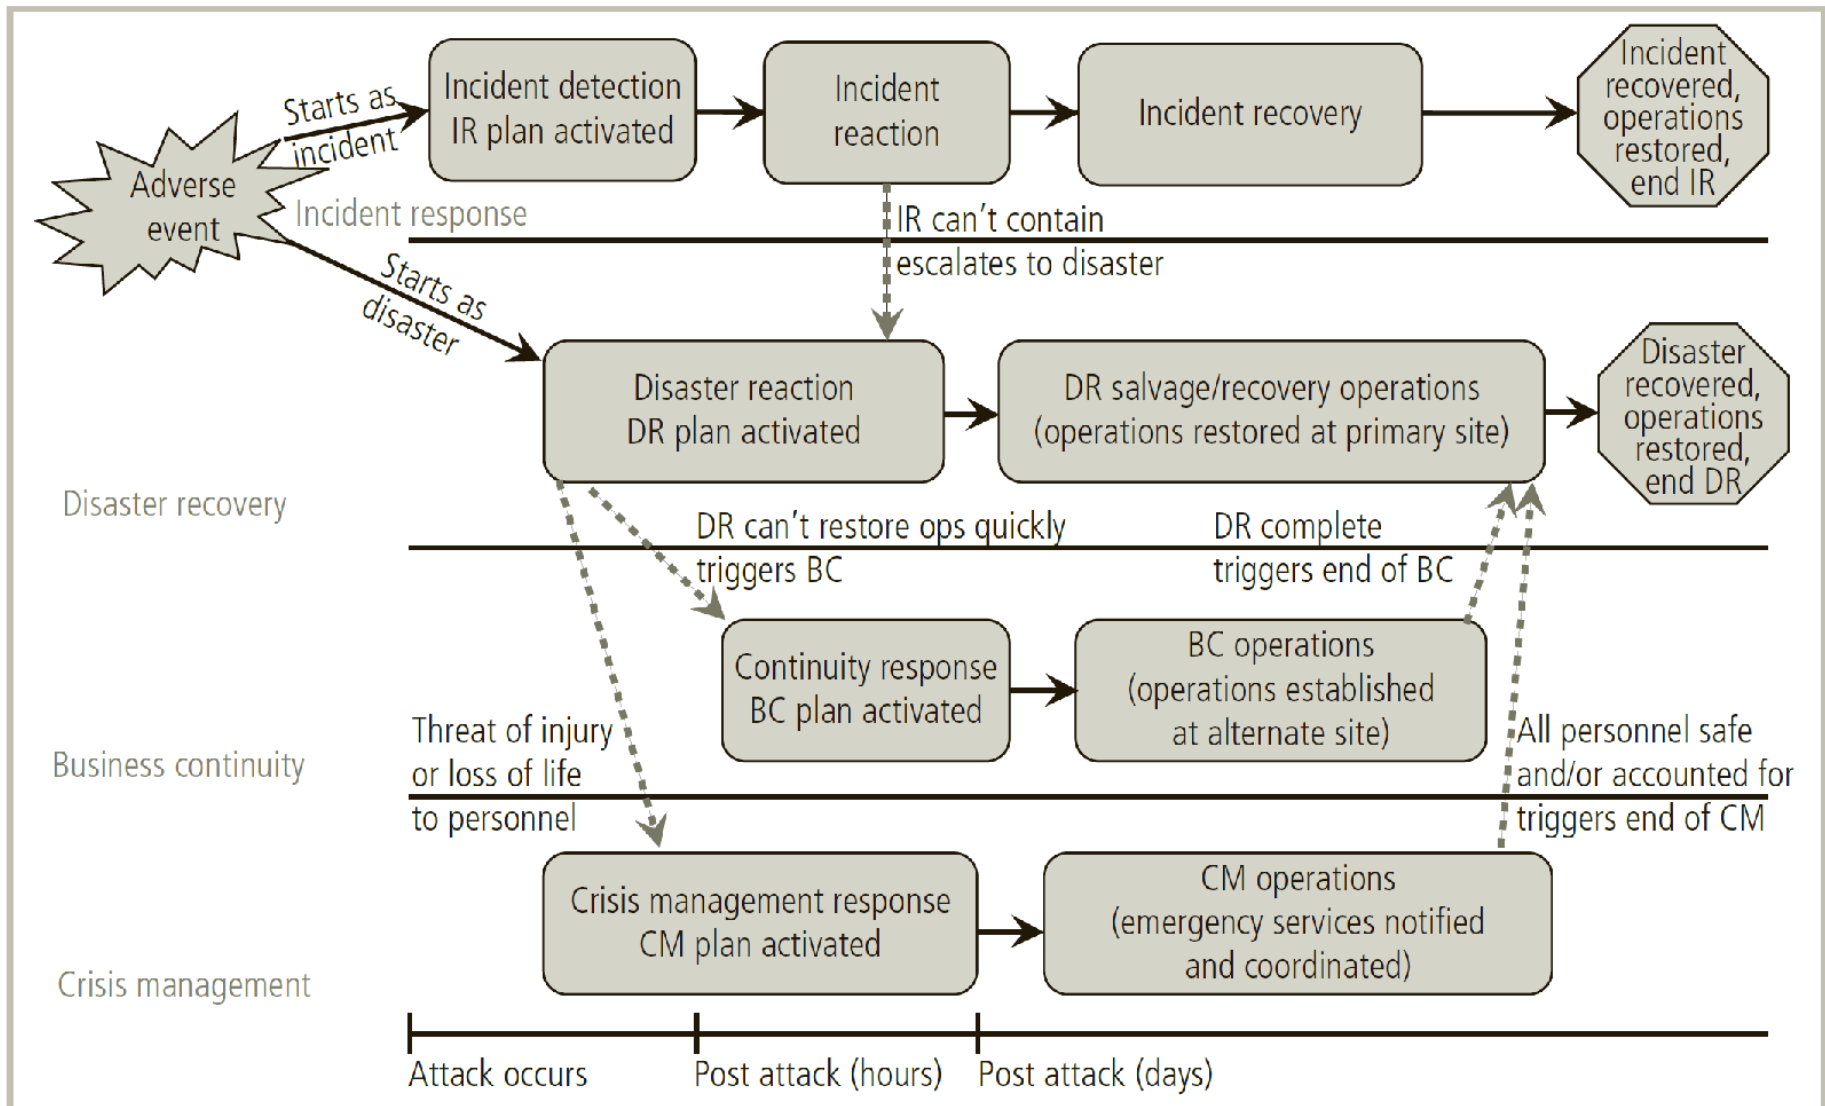 Starts as
incident
Incident detection
IR plan activated
Incident
reaction
Incident recovery
Incident
recovered,
operations
restored,
end IR
Adverse
event
Incident response
IR can't contain
escalates to disaster
Starts as
disaster
Disaster reaction
DR plan activated
DR salvage/recovery operations
(operations restored at primary site)
Disaster
recovered,
operations
restored,
end DR
Disaster recovery
DR can't restore ops quickly
triggers BC
DR complete
triggers end of BC
Continuity response
BC plan activated
BC operations
(operations established
at alternate site)
Threat of injury
or loss of life
to personnel
All personnel safe
and/or accounted for
triggers end of CM
Business continuity
Crisis management response
CM plan activated
CM operations
(emergency services notified
and coordinated)
Crisis management
Attack occurs
Post attack (hours)
Post attack (days)